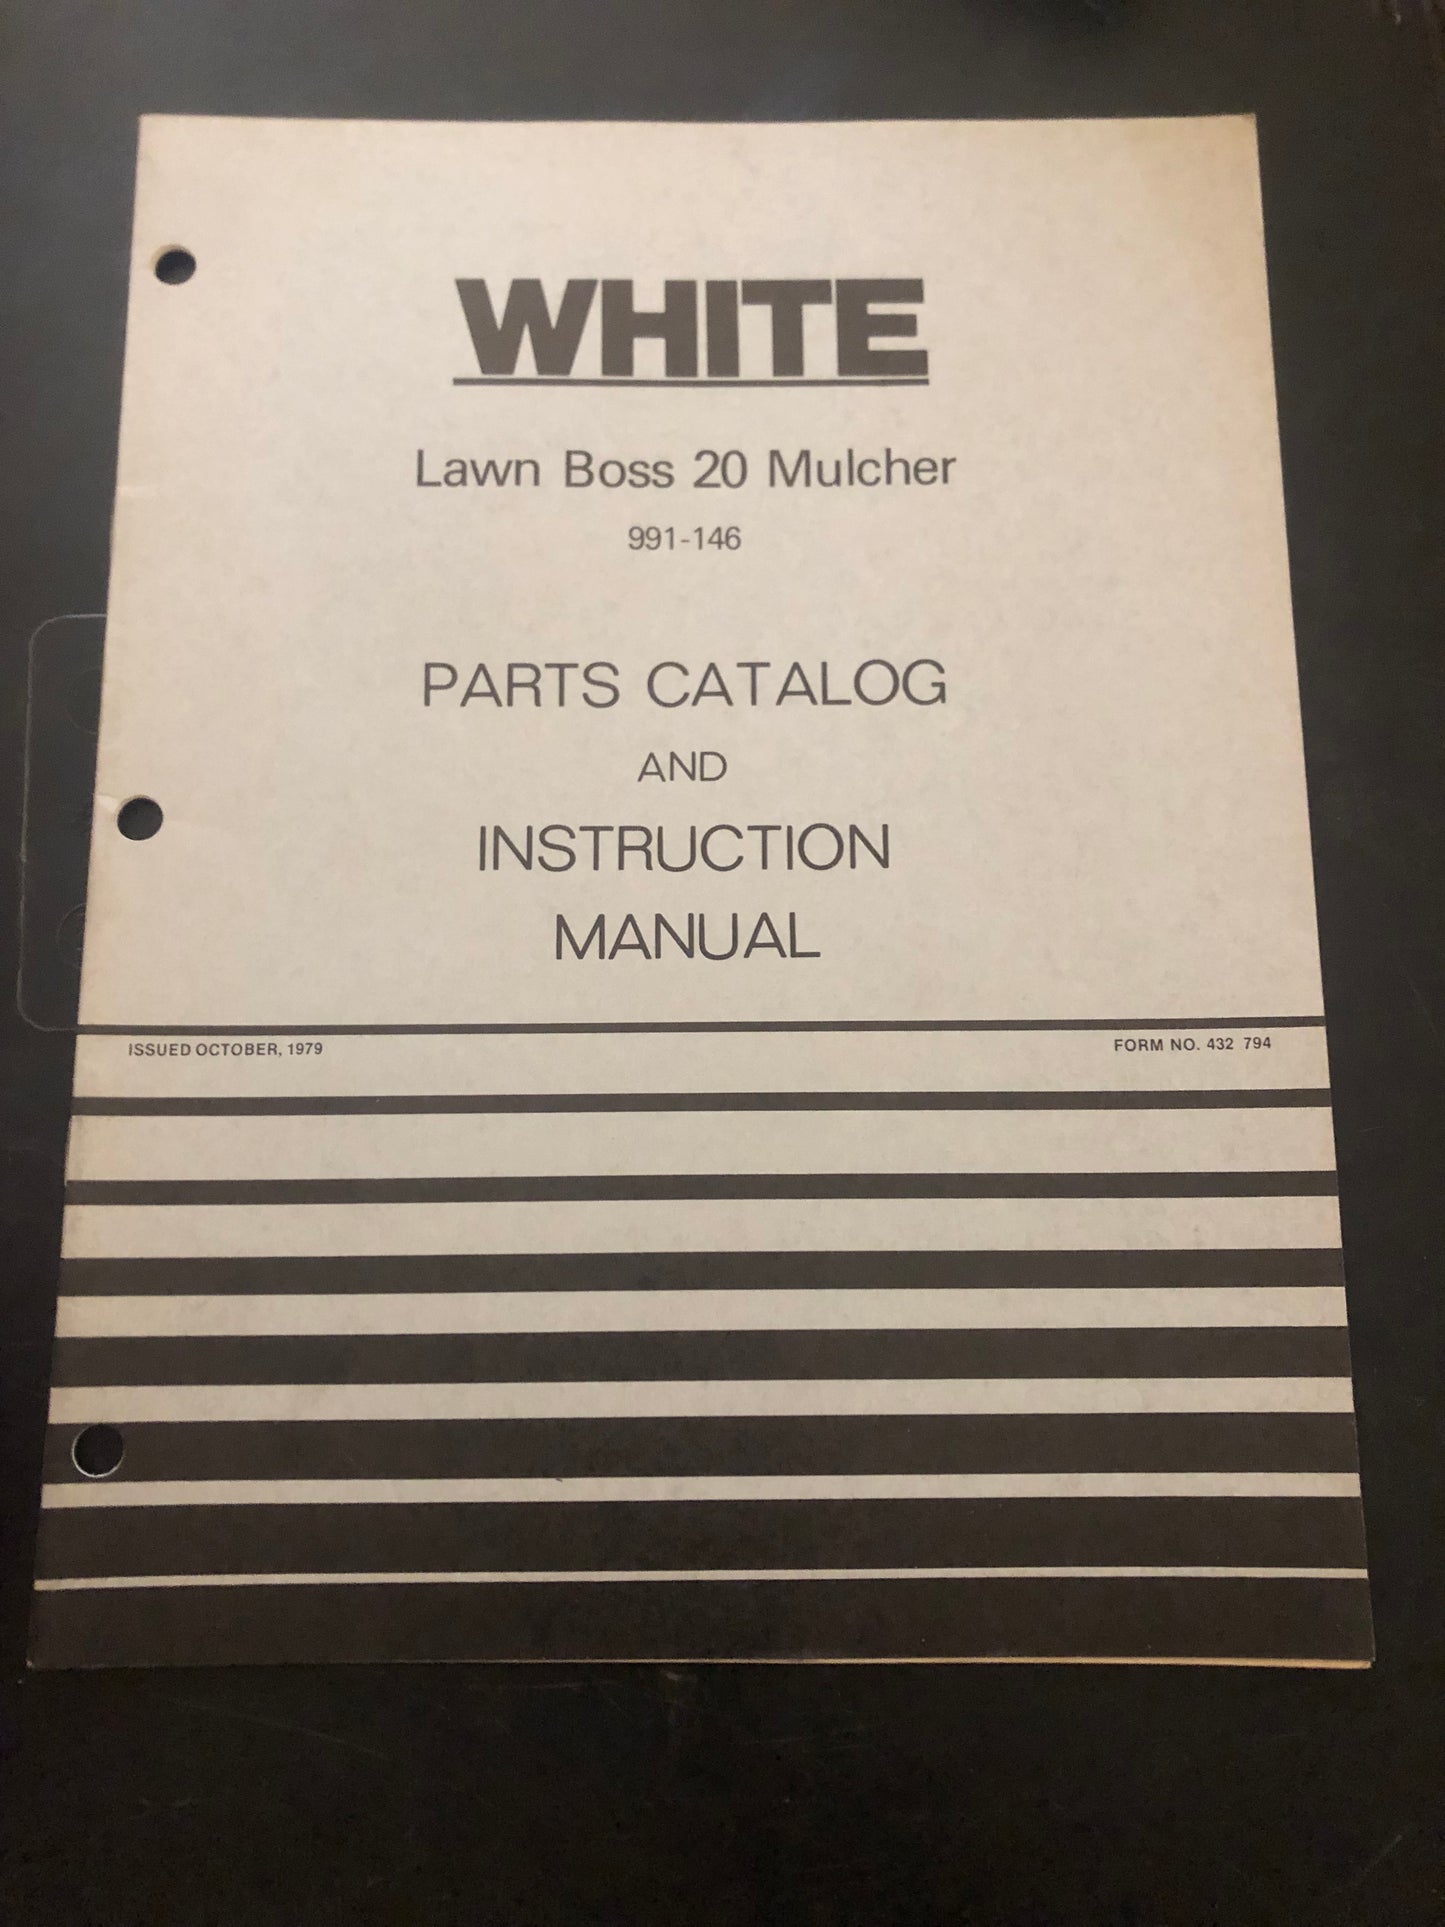 WHITE
Lawn Boss 20 Mulcher
991-146
PARTS CATALOG
AND
INSTRUCTION
MANUAL
ISSUED OCTOBER, 1979 FORM NO. 432 794